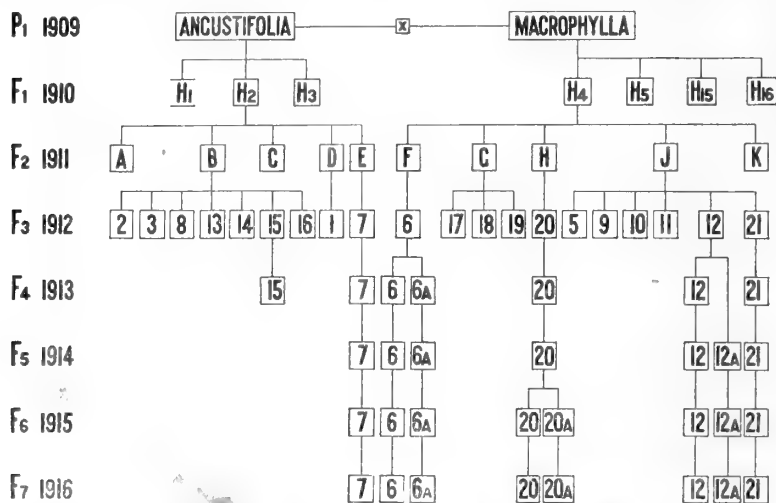 P1 1909 ANCUSTIFOLIA x MACROPHYLLA
F1 1910 H1 H2 H3 H4 H5 H15 H16
F2 1911 A B C D E F C H J K
F3 1912 2 3 8 13 14 15 16 1 7 6 17 18 19 20 5 9 10 11 12 21
F4 1913 15 7 6 6A 20 12 21
F5 1914 7 6 6A 20 12 12A 21
F6 1915 7 6 6A 20 20A 12 12A 21
F7 1916 7 6 6A 20 20A 12 12A 21